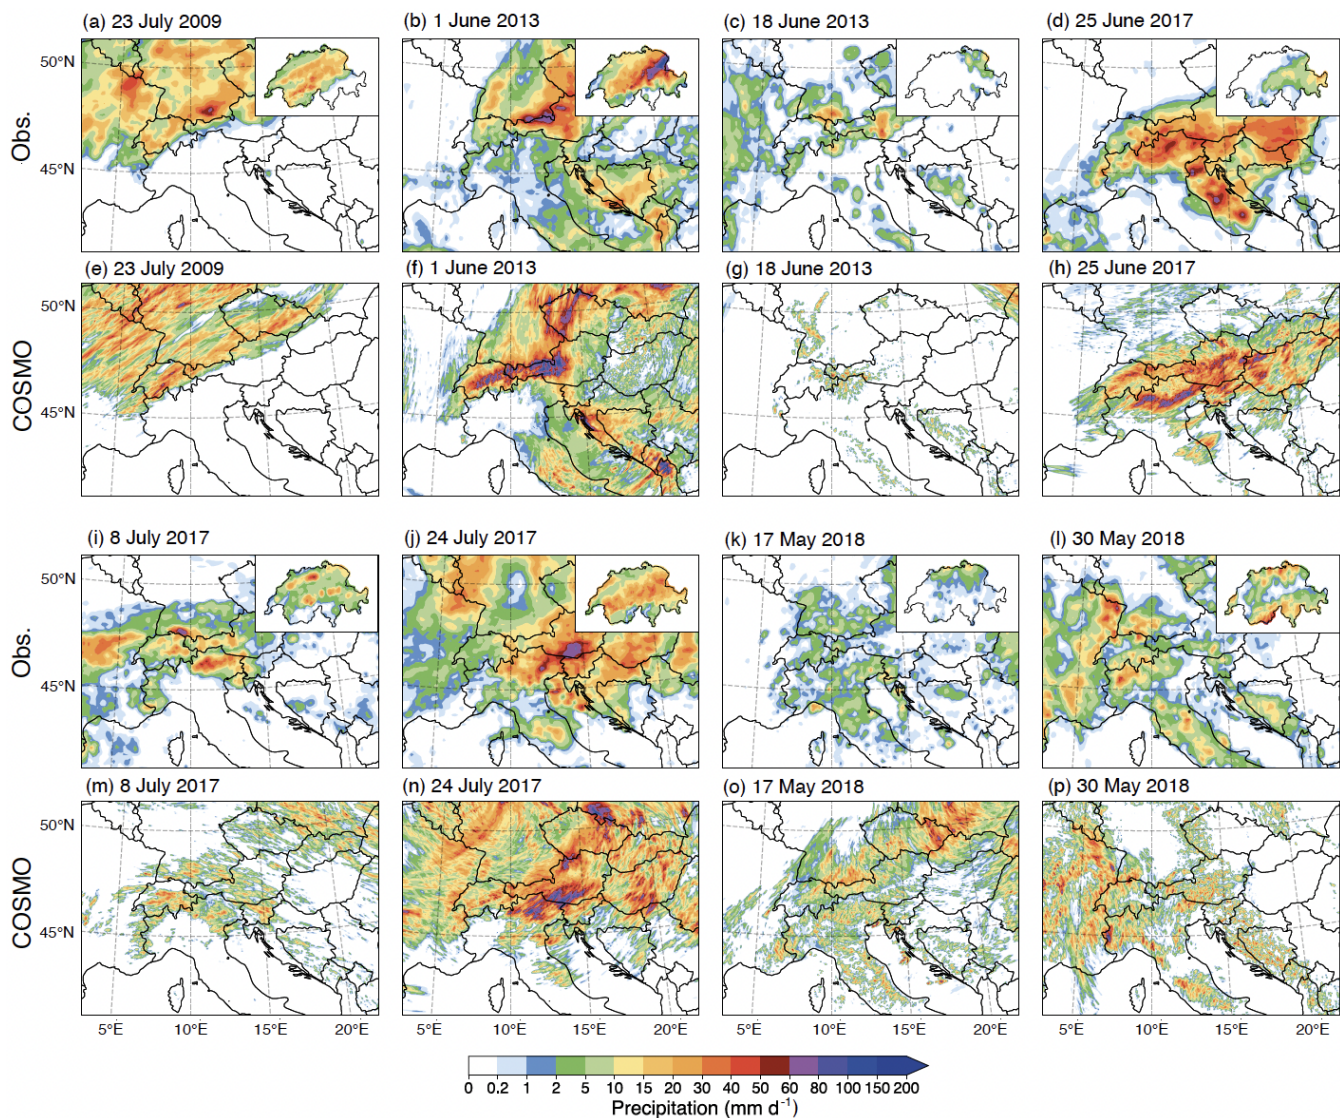 (a) 23 July 2009
(b) 1 June 2013
(c) 18 June 2013
(d) 25 June 2017
50°N
45°N
Obs.
(e) 23 July 2009
(f) 1 June 2013
(g) 18 June 2013
(h) 25 June 2017
50°N
45°N
COSMO
(i) 8 July 2017
(j) 24 July 2017
(k) 17 May 2018
(l) 30 May 2018
50°N
45°N
Obs.
(m) 8 July 2017
(n) 24 July 2017
(o) 17 May 2018
(p) 30 May 2018
50°N
45°N
COSMO
5°E 10°E 15°E 20°E 5°E 10°E 15°E 20°E 5°E 10°E 15°E 20°E 5°E 10°E 15°E 20°E
0 0.2 1 2 5 10 15 20 30 40 50 60 80 100 150 200
Precipitation (mm d⁻¹)